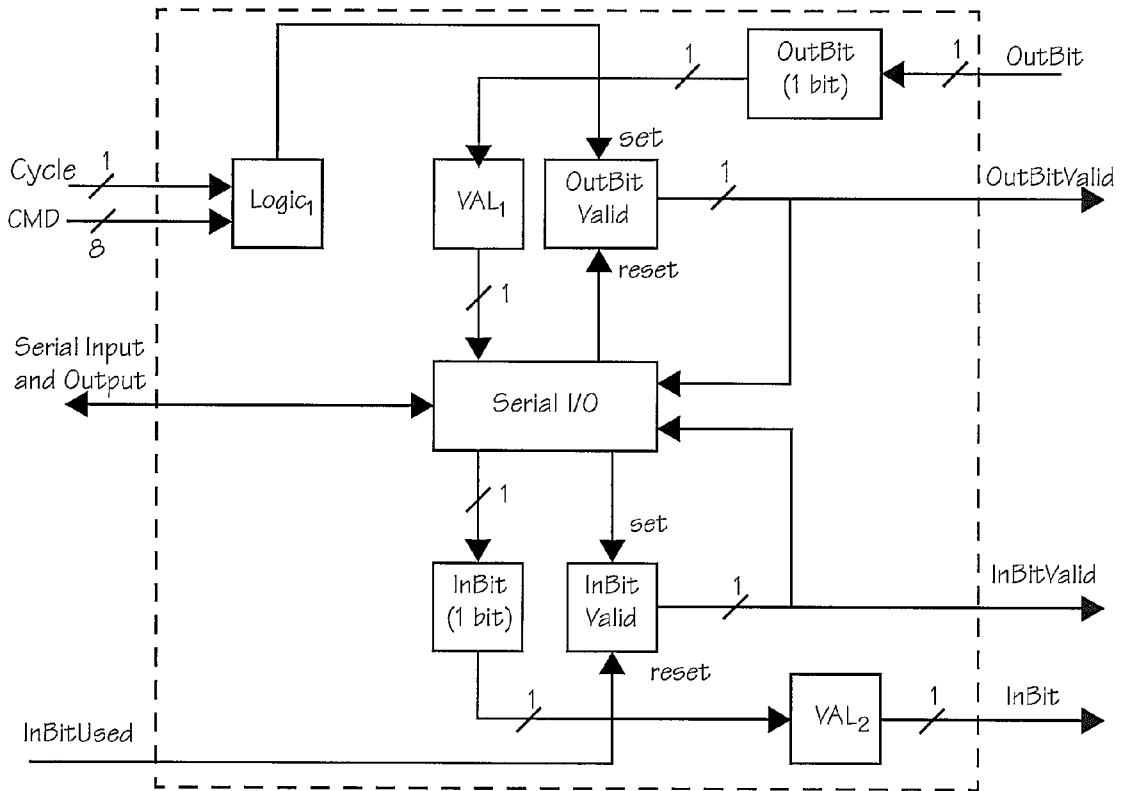 1
OutBit
(1 bit)
1
OutBit
set
Cycle
1
CMD
8
Logic1
VAL1
OutBit
Valid
1
OutBitValid
reset
1
Serial Input
and Output
Serial I/O
1
set
InBit
(1 bit)
InBit
Valid
1
InBitValid
reset
1
VAL2
1
InBit
InBitUsed